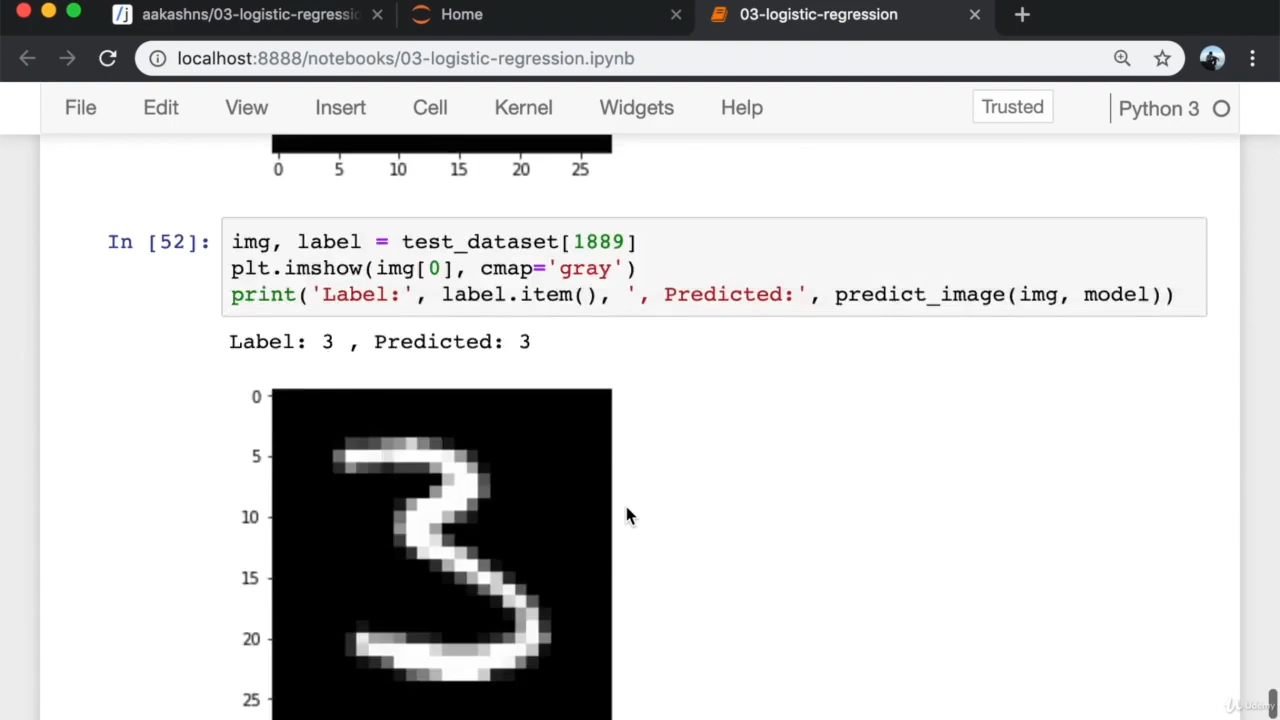 aakashns/03-logistic-regressio
Home
03-logistic-regression
localhost:8888/notebooks/03-logistic-regression.ipynb
File Edit View Insert Cell Kernel Widgets Help Trusted Python 3
0 5 10 15 20 25
In [52]: img, label = test_dataset[1889]
plt.imshow(img[0], cmap='gray')
print('Label:', label.item(), ', Predicted:', predict_image(img, model))
Label: 3 , Predicted: 3
0
5
10
15
20
25
3
Udemy